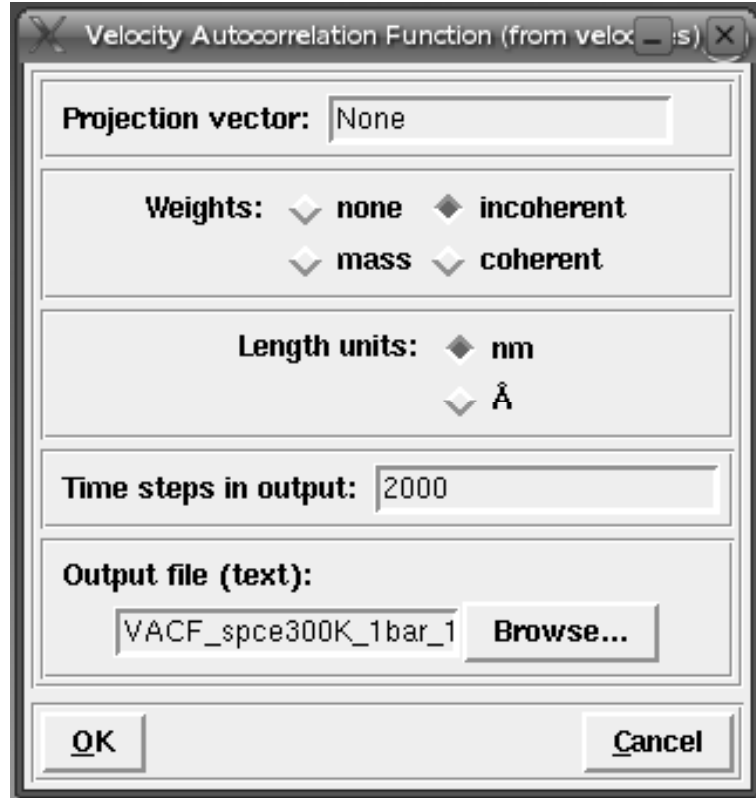 Velocity Autocorrelation Function (from veloc s)
Projection vector: None
Weights: none incoherent
mass coherent
Length units: nm
Å
Time steps in output: 2000
Output file (text):
VACF_spce300K_1bar_1 Browse...
OK Cancel